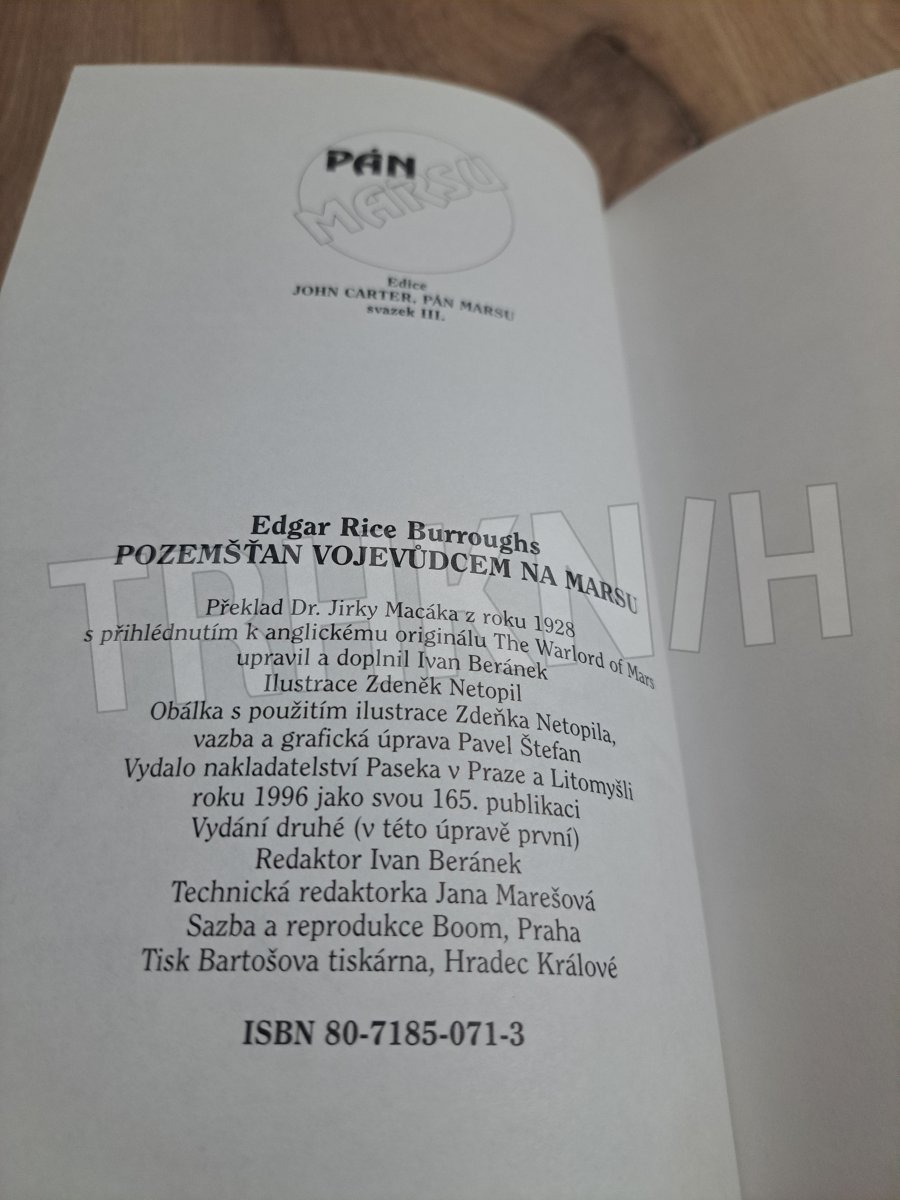 PÁN
MARSU
Edice
JOHN CARTER, PÁN MARSU
svazek III.
Edgar Rice Burroughs
POZEMŠŤAN VOJEVŮDCEM NA MARSU
Překlad Dr. Jirky Macáka z roku 1928
s přihlédnutím k anglickému originálu The Warlord of Mars
upravil a doplnil Ivan Beránek
Ilustrace Zdeněk Netopil
Obálka s použitím ilustrace Zdeňka Netopila,
vazba a grafická úprava Pavel Štefan
Vydalo nakladatelství Paseka v Praze a Litomyšli
roku 1996 jako svou 165. publikaci
Vydání druhé (v této úpravě první)
Redaktor Ivan Beránek
Technická redaktorka Jana Marešová
Sazba a reprodukce Boom, Praha
Tisk Bartošova tiskárna, Hradec Králové
ISBN 80-7185-071-3
TRHKNIH